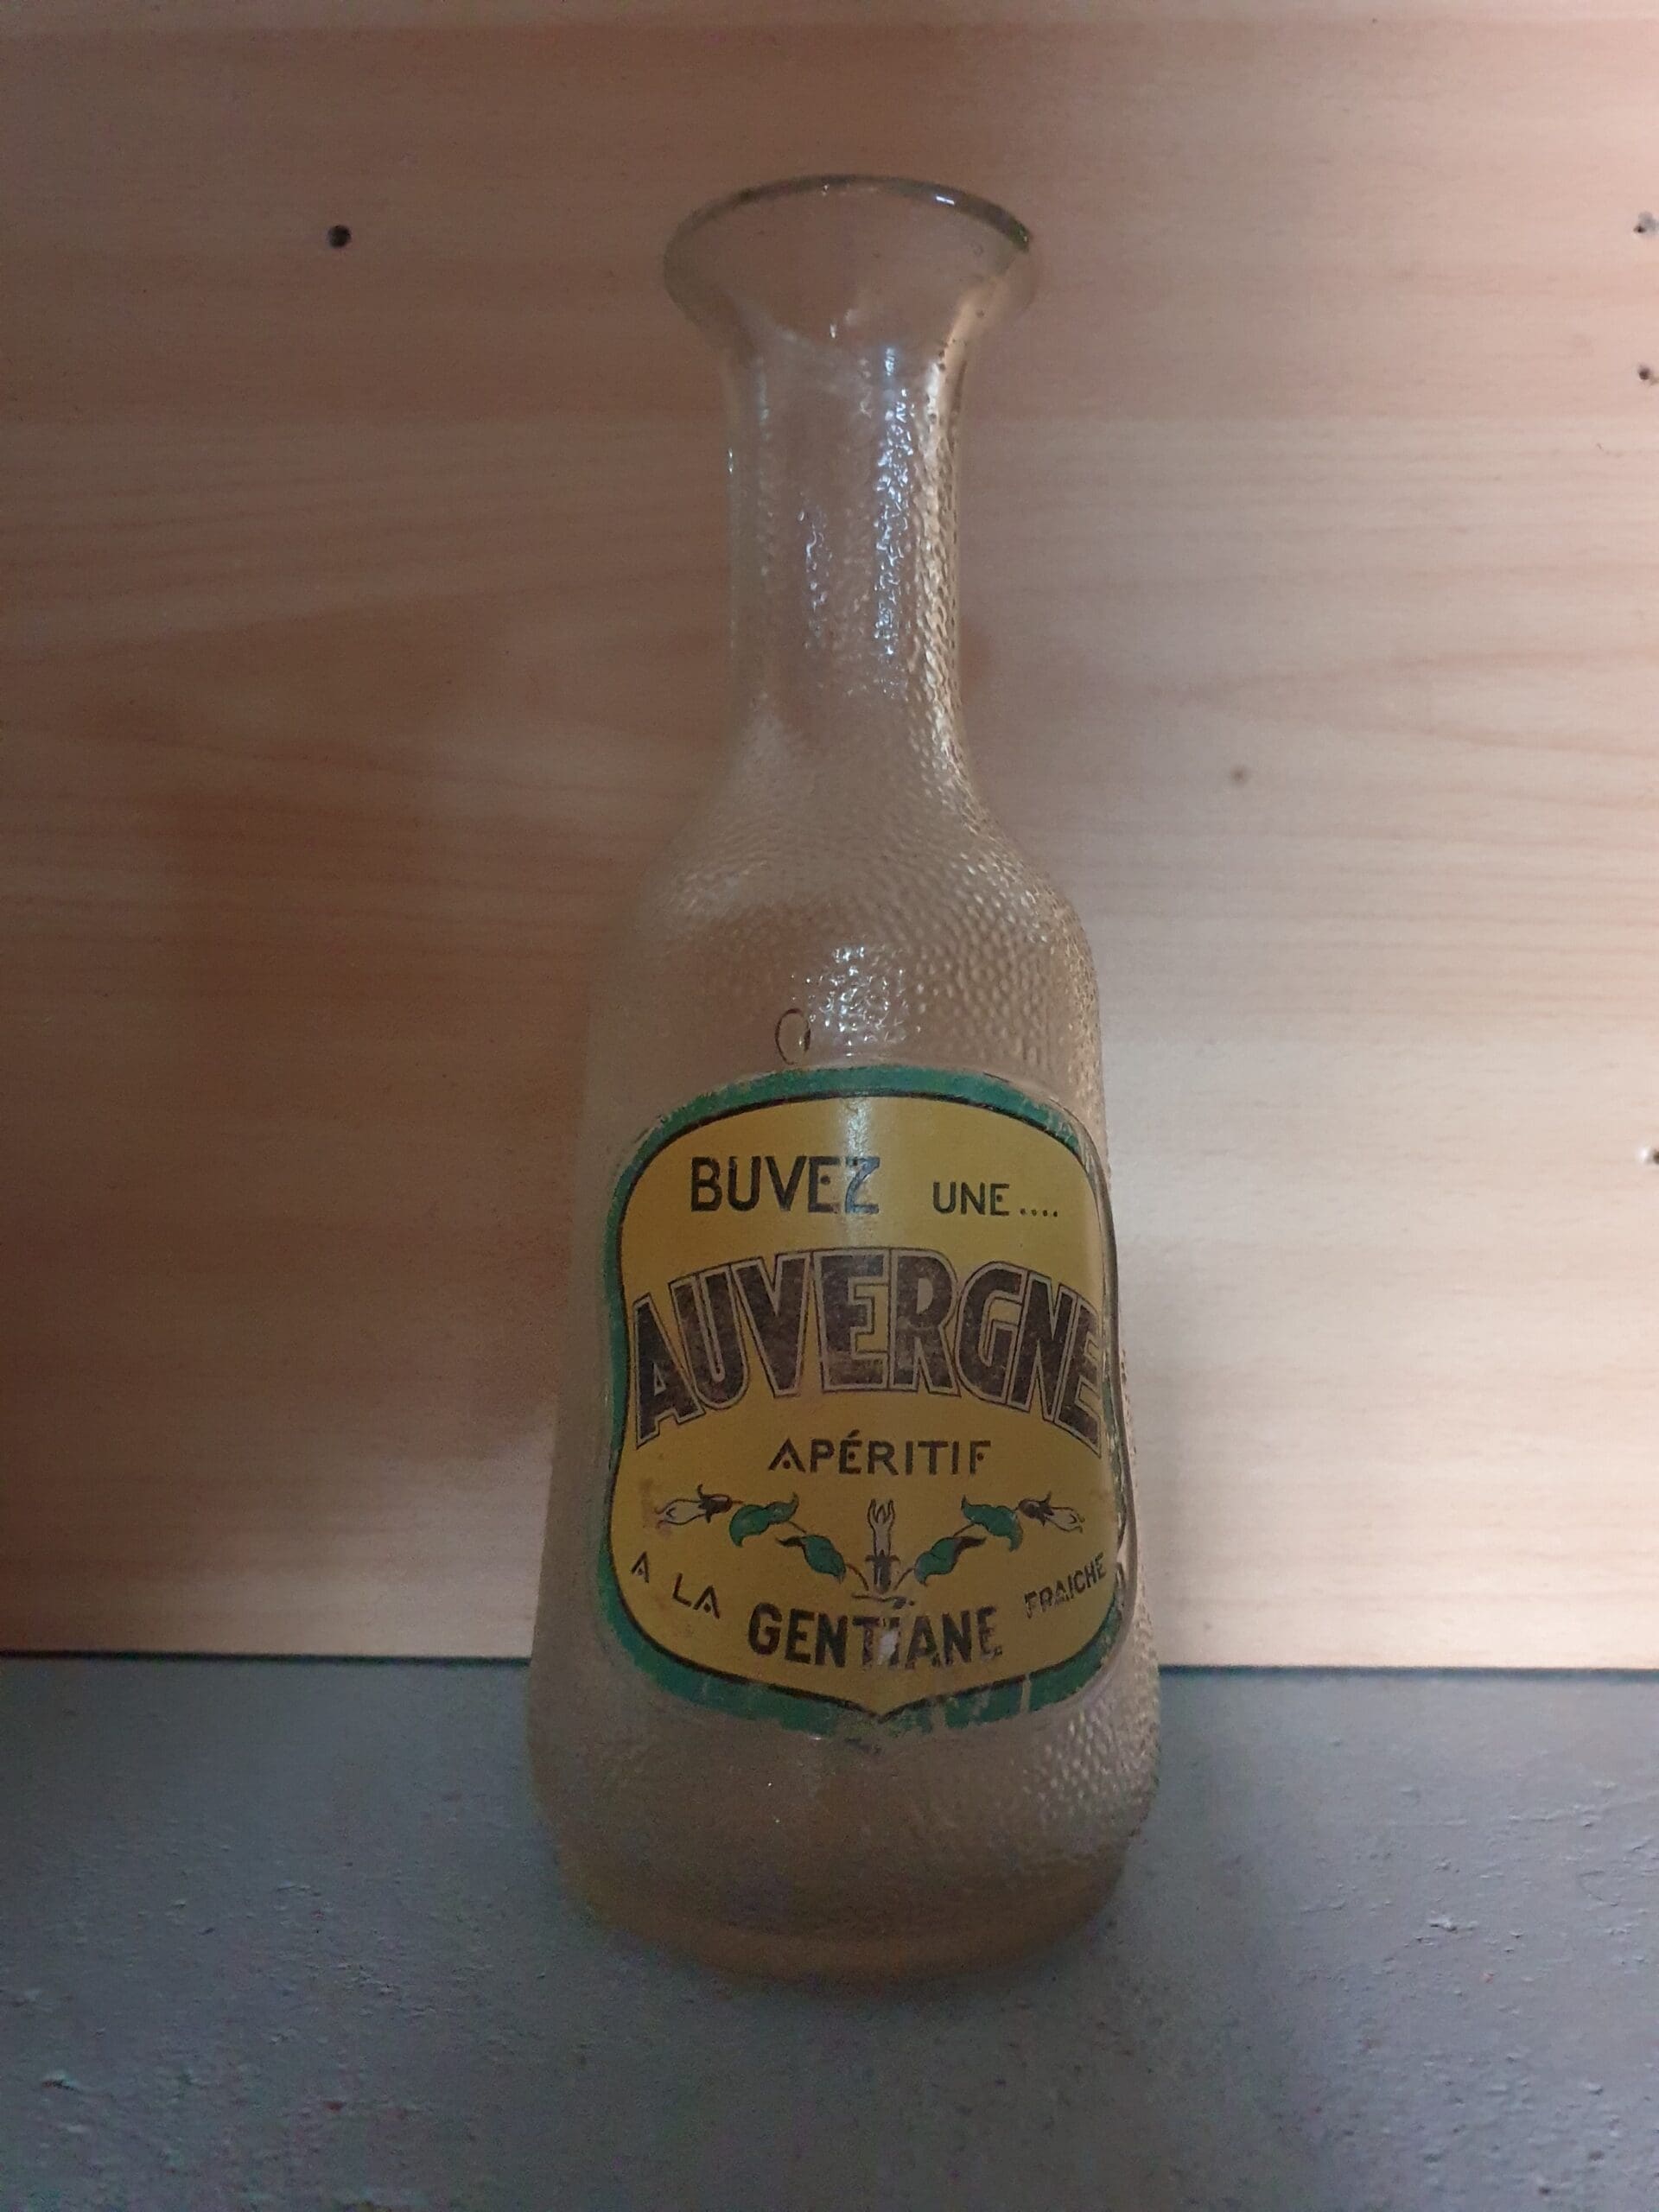 BUVEZ UNE....
AUVERGNE
APÉRITIF
A LA GENTIANE FRAICHE